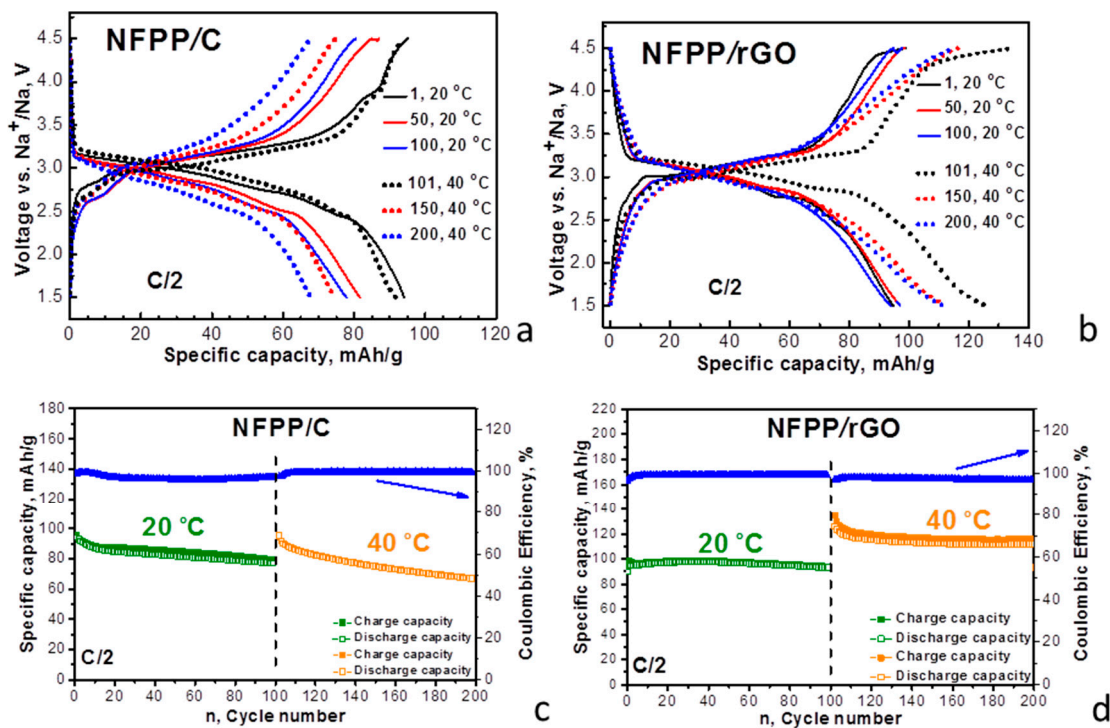 NFPP/C
Voltage vs. Na⁺/Na, V
4.5
4.0
3.5
3.0
2.5
2.0
1.5
1, 20 °C
50, 20 °C
100, 20 °C
101, 40 °C
150, 40 °C
200, 40 °C
C/2
0 20 40 60 80 100 120
Specific capacity, mAh/g
a
NFPP/rGO
Voltage vs. Na⁺/Na, V
4.5
4.0
3.5
3.0
2.5
2.0
1.5
1, 20 °C
50, 20 °C
100, 20 °C
101, 40 °C
150, 40 °C
200, 40 °C
C/2
0 20 40 60 80 100 120 140
Specific capacity, mAh/g
b
NFPP/C
Specific capacity, mAh/g
180
160
140
120
100
80
60
40
20
0
20 °C
40 °C
Charge capacity
Discharge capacity
Charge capacity
Discharge capacity
C/2
120
100
80
60
40
20
0
Coulombic Efficiency, %
0 20 40 60 80 100 120 140 160 180 200
n, Cycle number
c
NFPP/rGO
Specific capacity, mAh/g
220
200
180
160
140
120
100
80
60
40
20
0
20 °C
40 °C
Charge capacity
Discharge capacity
Charge capacity
Discharge capacity
C/2
120
100
80
60
40
20
0
Coulombic Efficiency, %
0 20 40 60 80 100 120 140 160 180 200
n, Cycle number
d